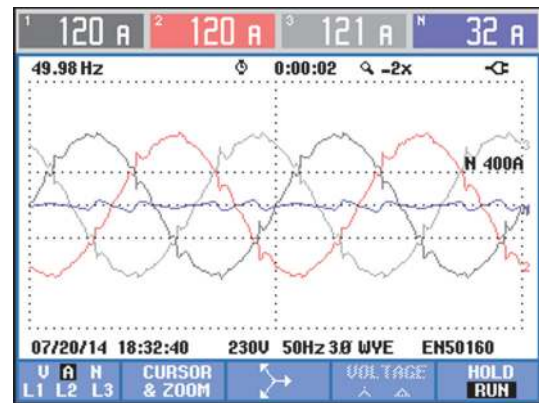 1 120 A 2 120 A 3 121 A N 32 A
49.98 Hz 0:00:02 -2x
3
N 400A
N
2
07/20/14 18:32:40 230V 50Hz 3Ø WYE EN50160
V A N CURSOR VOLTAGE HOLD
L1 L2 L3 & ZOOM RUN